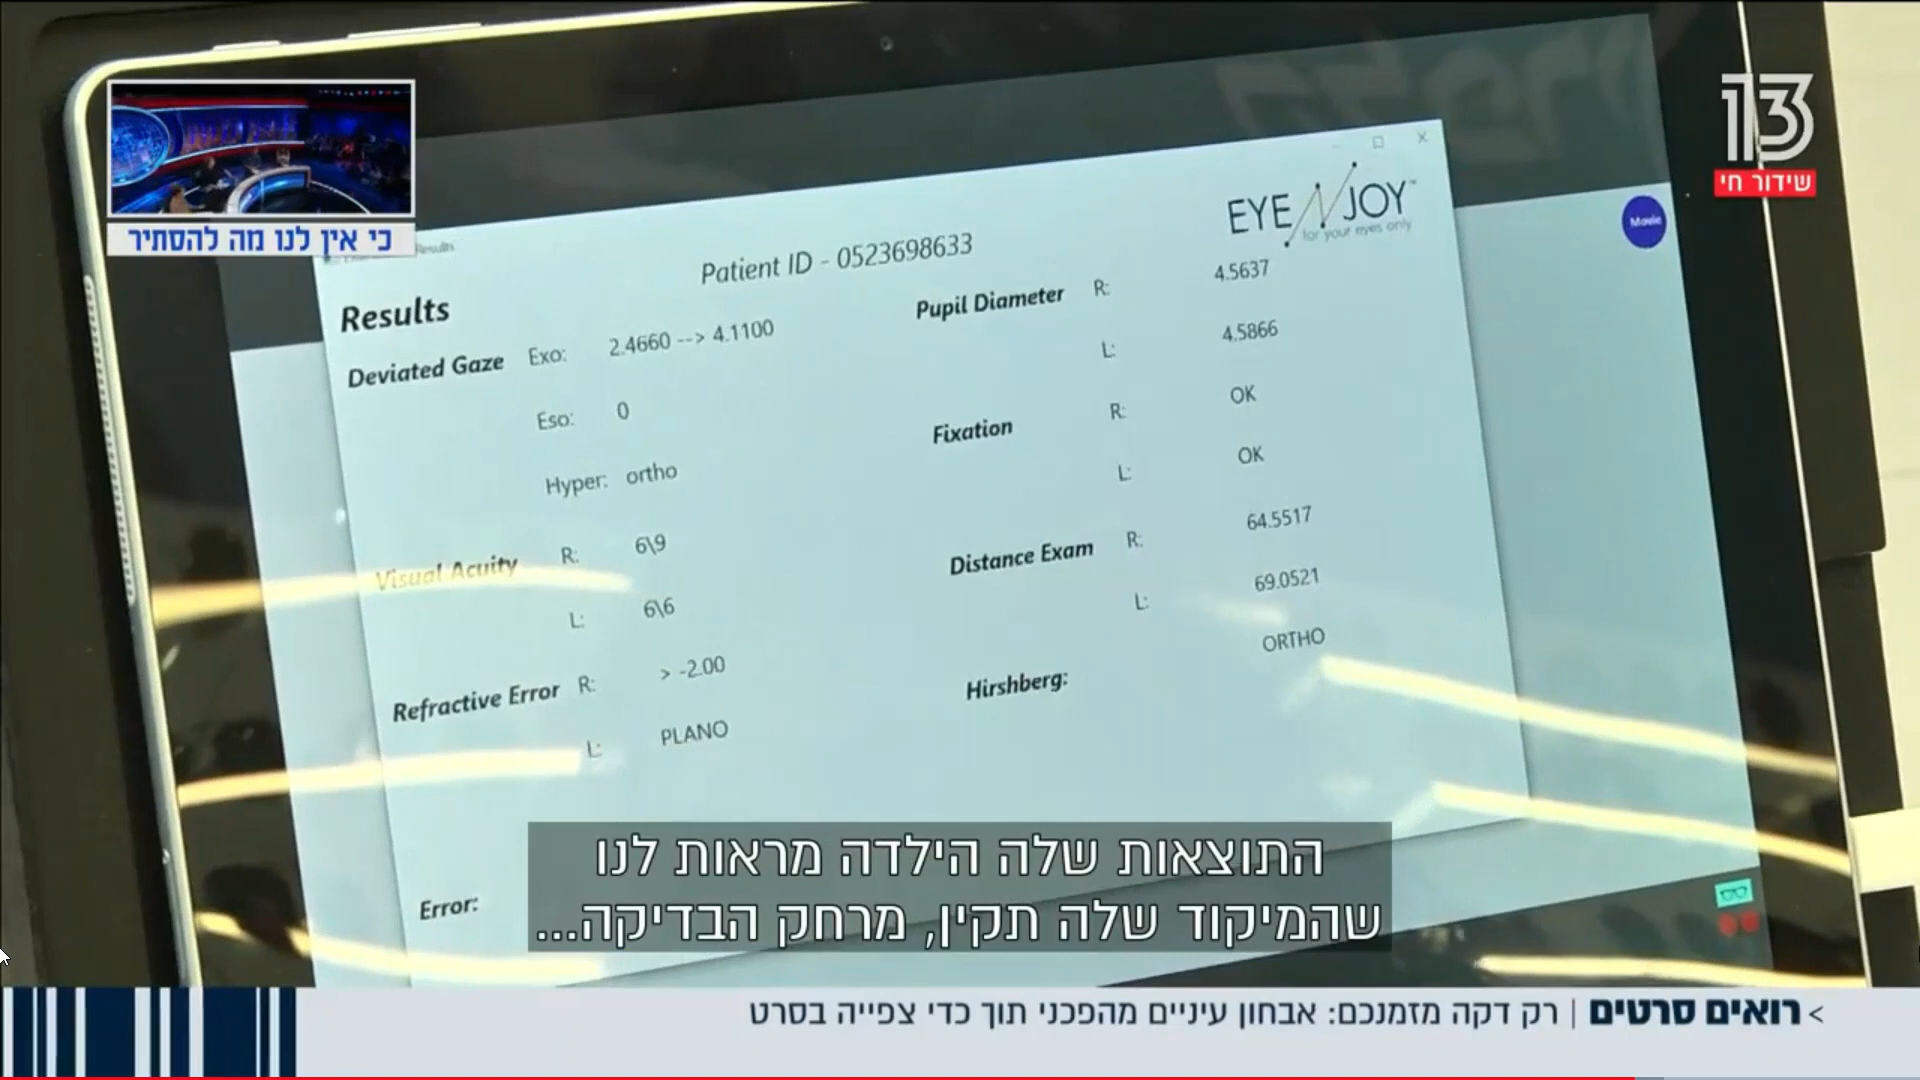 13
שידור חי
כי אין לנו מה להסתיר
Results
EYENJOY™
for your eyes only
Movie
Patient ID - 0523698633
Results
Deviated Gaze Exo: 2.4660 --> 4.1100
Eso: 0
Hyper: ortho
Visual Acuity R: 6\9
L: 6\6
Refractive Error R: > -2.00
L: PLANO
Error:
Pupil Diameter R: 4.5637
L: 4.5866
Fixation R: OK
L: OK
Distance Exam R: 64.5517
L: 69.0521
Hirshberg: ORTHO
התוצאות שלה הילדה מראות לנו
שהמיקוד שלה תקין, מרחק הבדיקה...
> רואים סרטים | רק דקה מזמנכם: אבחון עיניים מהפכני תוך כדי צפייה בסרט